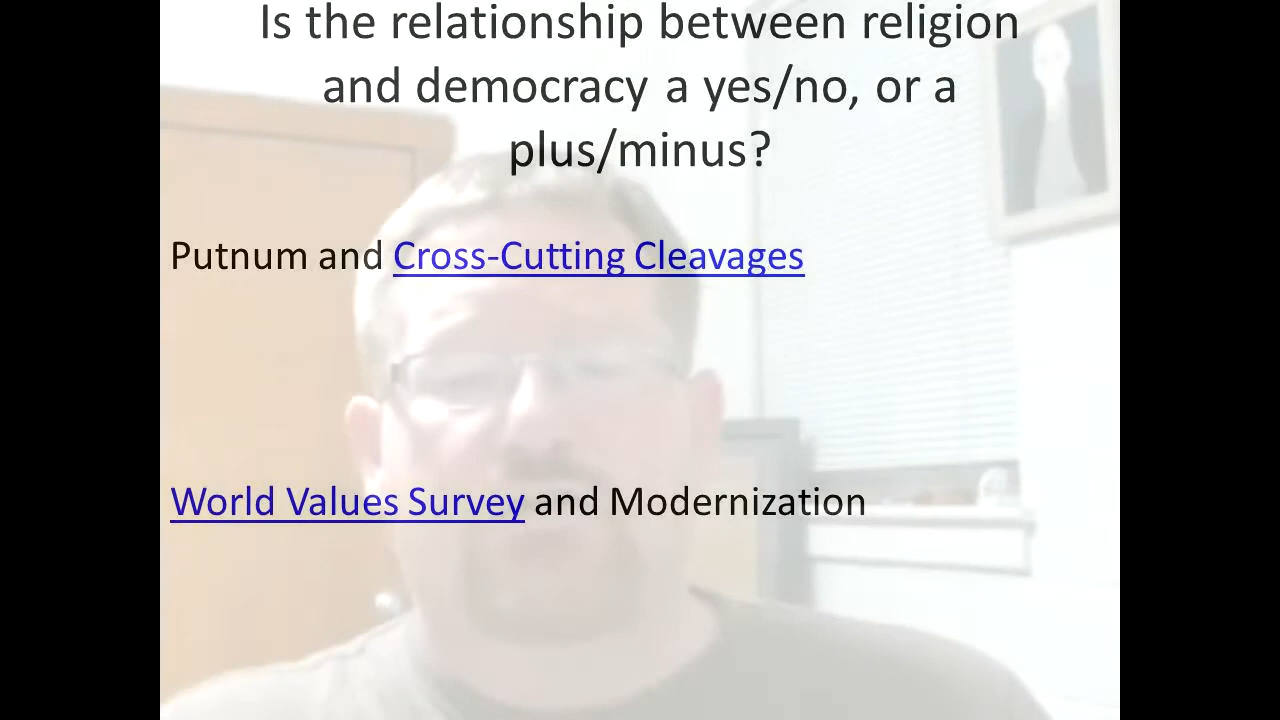 Is the relationship between religion
and democracy a yes/no, or a
plus/minus?
Putnum and Cross-Cutting Cleavages
World Values Survey and Modernization